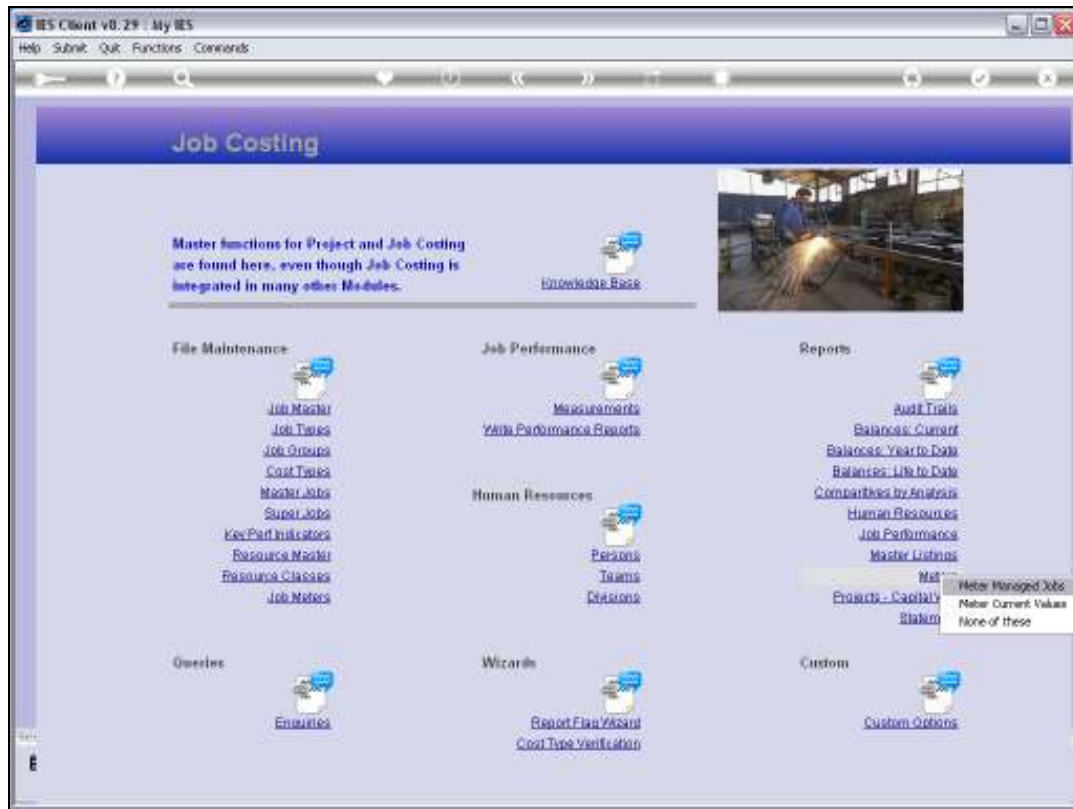 IES Client v8.29 : My IES
Help Submit Quit Functions Commands
Job Costing
Master functions for Project and Job Costing
are found here, even though Job Costing is
integrated in many other Modules.
Knowledge Base
File Maintenance
Job Master
Job Types
Job Groups
Cost Types
Master Jobs
Super Jobs
Key Perf Indicators
Resource Master
Resource Classes
Job Meters
Job Performance
Measurements
Write Performance Reports
Human Resources
Persons
Teams
Divisions
Reports
Audit Trails
Balances: Current
Balances: Year to Date
Balances: Life to Date
Comparitives by Analysis
Human Resources
Job Performance
Master Listings
Meter Managed Jobs
Meter Current Values
None of these
Projects - Capital
Queries
Enquiries
Wizards
Report Flag Wizard
Cost Type Verification
Custom
Custom Options